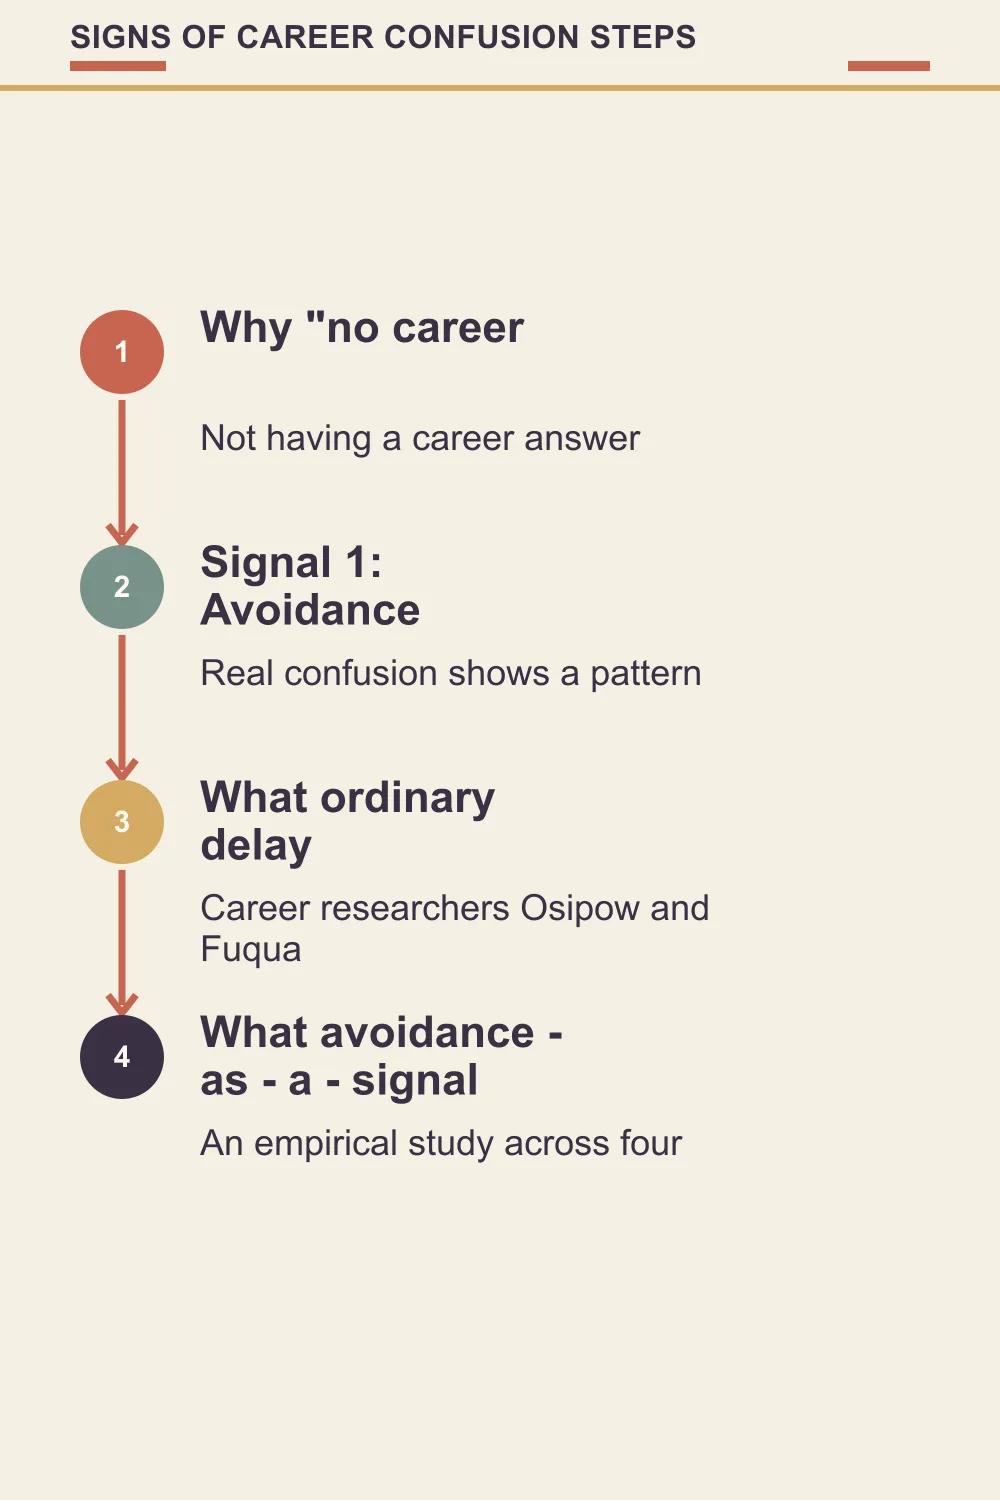 SIGNS OF CAREER CONFUSION STEPS
1
Why "no career
Not having a career answer
2
Signal 1:
Avoidance
Real confusion shows a pattern
3
What ordinary
delay
Career researchers Osipow and
Fuqua
4
What avoidance -
as - a - signal
An empirical study across four